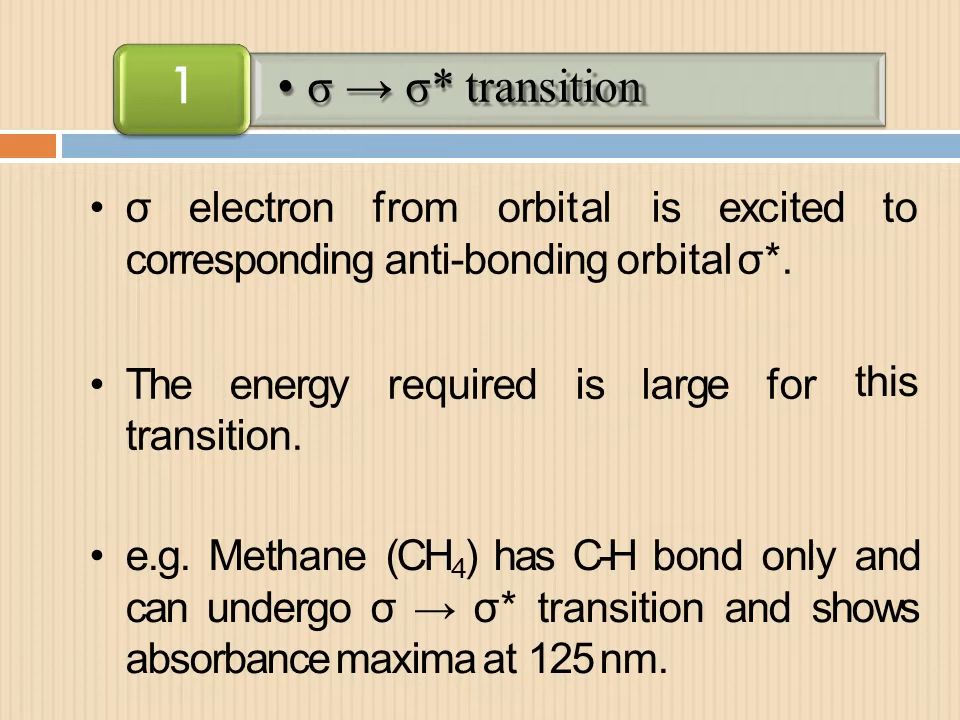 1
• σ → σ* transition
• σ electron from orbital is excited to
corresponding anti-bonding orbital σ*.
• The energy required is large for this
transition.
• e.g. Methane (CH₄) has C-H bond only and
can undergo σ → σ* transition and shows
absorbance maxima at 125 nm.